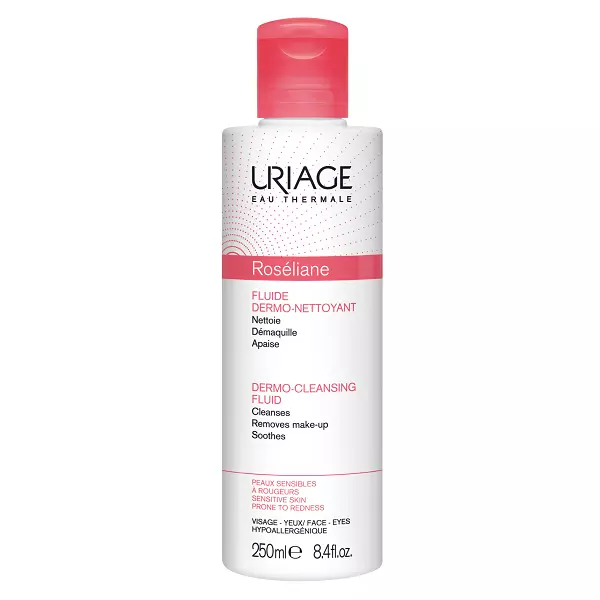 URIAGE
EAU THERMALE
Roséliane
FLUIDE
DERMO-NETTOYANT
Nettoie
Démaquille
Apaise
DERMO-CLEANSING
FLUID
Cleanses
Removes make-up
Soothes
PEAUX SENSIBLES
À ROUGEURS
SENSITIVE SKIN
PRONE TO REDNESS
VISAGE - YEUX/ FACE - EYES
HYPOALLERGÉNIQUE
250ml℮ 8.4fl.oz.